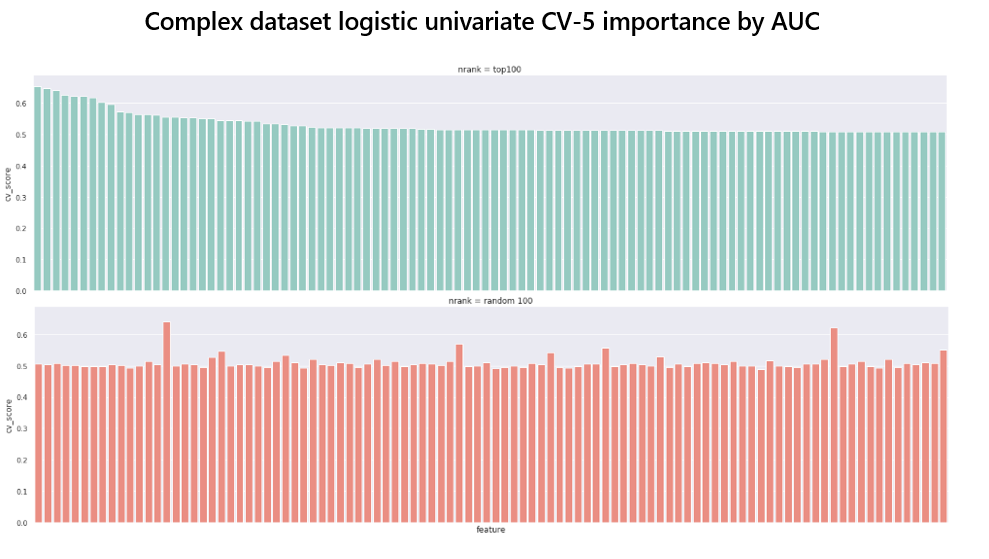 Complex dataset logistic univariate CV-5 importance by AUC
nrank = top100
0.6
0.5
0.4
0.3
0.2
0.1
0.0
cv_score
nrank = random 100
0.6
0.5
0.4
0.3
0.2
0.1
0.0
cv_score
feature